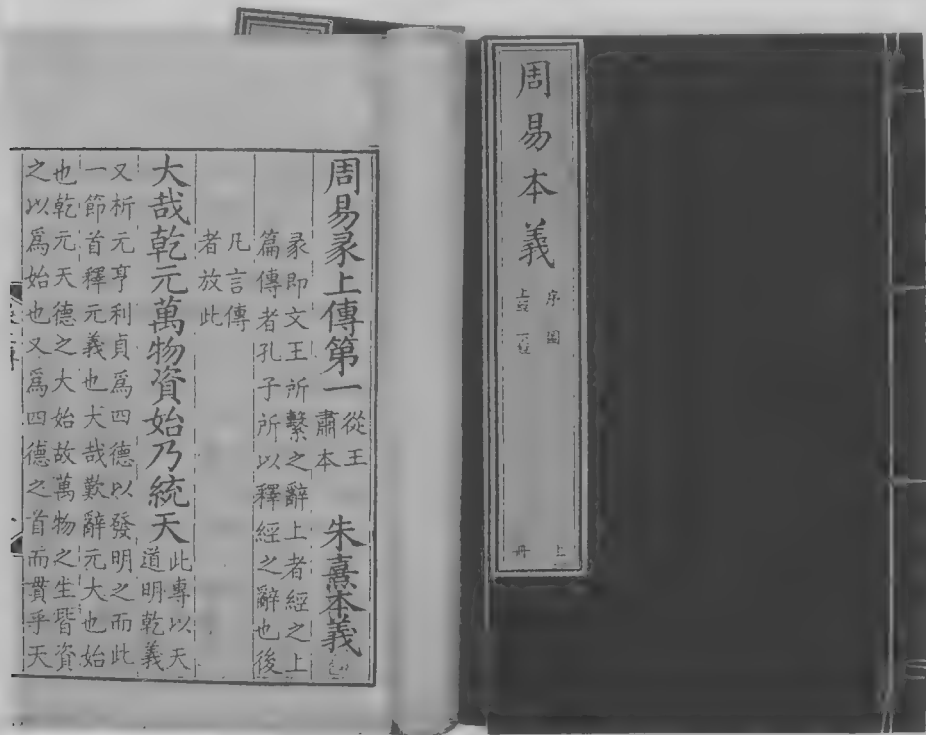 周易本義
序 圖
上經 一
上
冊
周易彖上傳第一 從王肅本 朱熹本義
彖即文王所繫之辭上者經之上
篇傳者孔子所以釋經之辭也後
凡言傳
者放此
大哉乾元萬物資始乃統天 此專以天道明乾義
又析元亨利貞為四德以發明之而此
一節首釋元義也大哉歎辭元大也始
也乾元天德之大始故萬物之生皆資
之以為始也又為四德之首而貫乎天